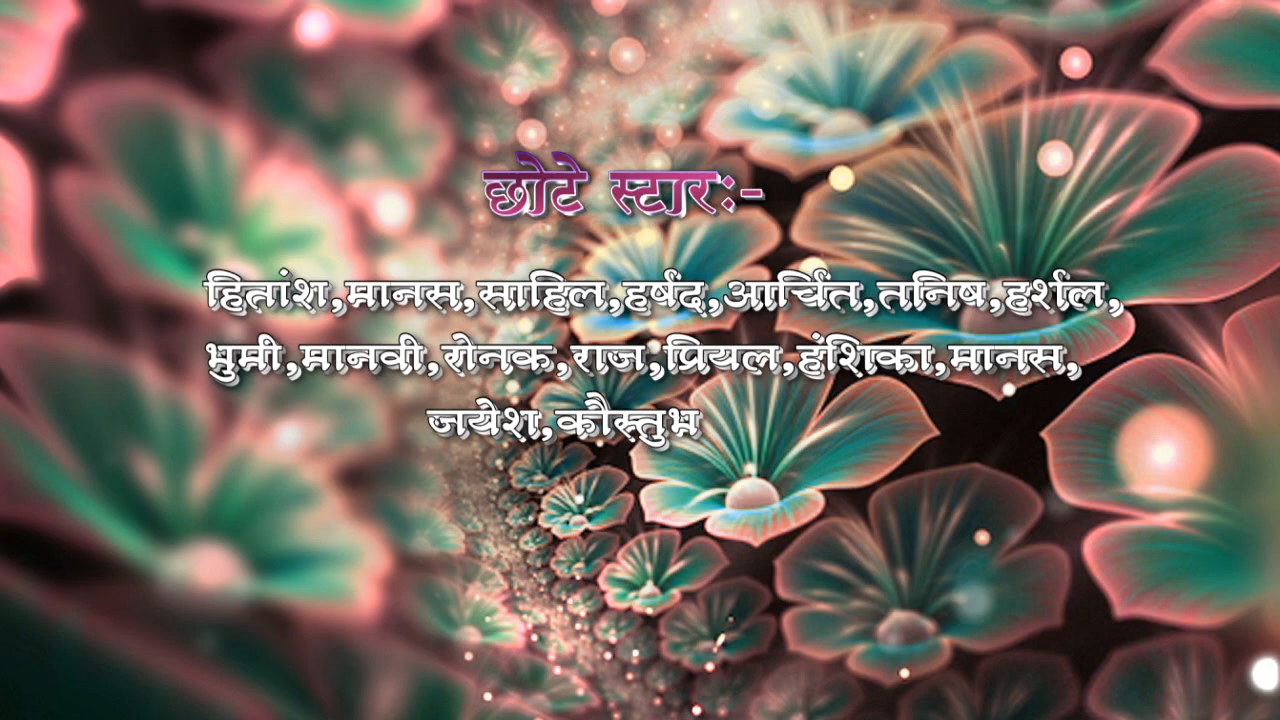 छोटे स्टार:-
हितांश,मानस,साहिल,हर्षद,आर्चित,तनिष,हर्शल,
भुमी,मानवी,रोनक,राज,प्रियल,हंशिका,मानस,
जयेश,कौस्तुभ